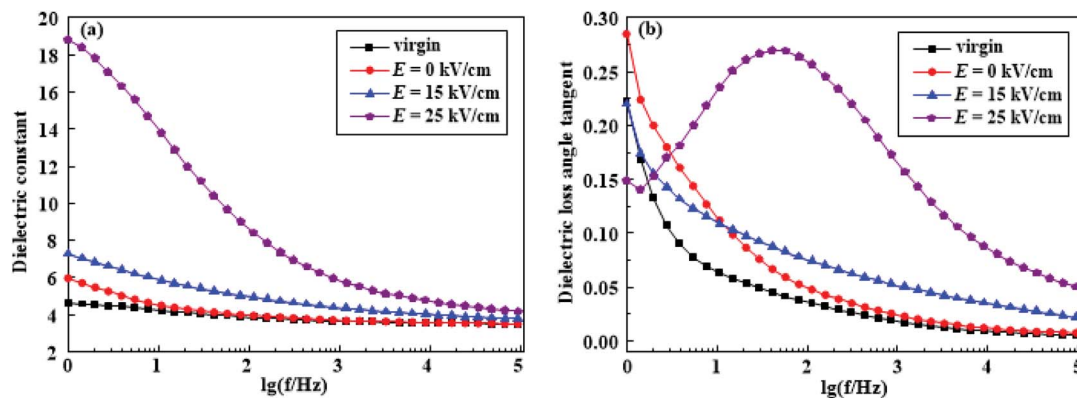 (a)
virgin
E = 0 kV/cm
E = 15 kV/cm
E = 25 kV/cm
20
18
16
14
12
10
8
6
4
2
Dielectric constant
0 1 2 3 4 5
lg(f/Hz)
(b)
virgin
E = 0 kV/cm
E = 15 kV/cm
E = 25 kV/cm
0.30
0.25
0.20
0.15
0.10
0.05
0.00
Dielectric loss angle tangent
0 1 2 3 4 5
lg(f/Hz)